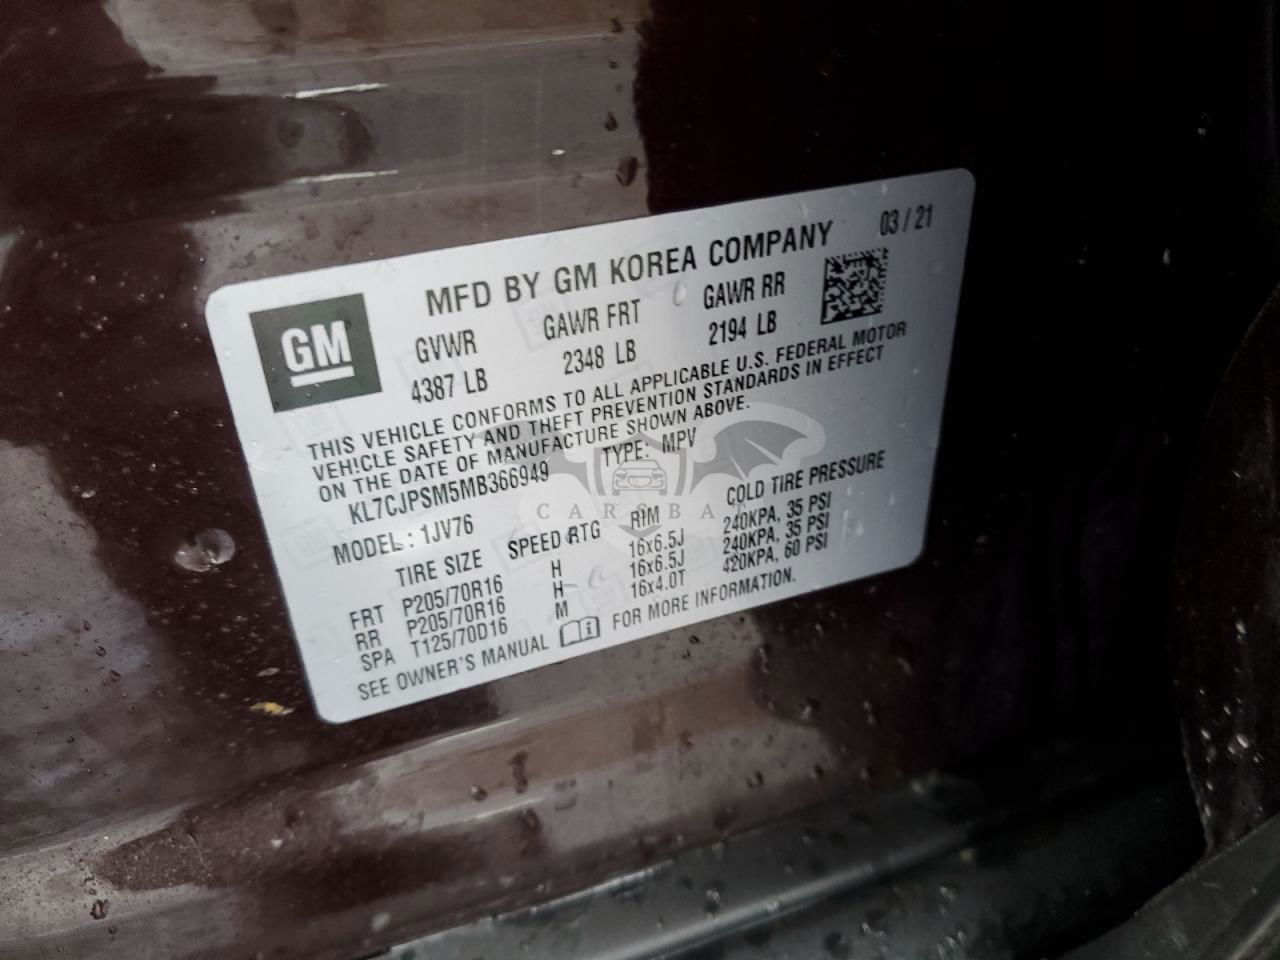 MFD BY GM KOREA COMPANY 03 / 21
GM
GVWR GAWR FRT GAWR RR
4387 LB 2348 LB 2194 LB
THIS VEHICLE CONFORMS TO ALL APPLICABLE U.S. FEDERAL MOTOR
VEHICLE SAFETY AND THEFT PREVENTION STANDARDS IN EFFECT
ON THE DATE OF MANUFACTURE SHOWN ABOVE.
KL7CJPSM5MB366949 TYPE: MPV
CARSBAT
MODEL : 1JV76
TIRE SIZE SPEED RTG RIM COLD TIRE PRESSURE
FRT P205/70R16 H 16x6.5J 240KPA, 35 PSI
RR P205/70R16 H 16x6.5J 240KPA, 35 PSI
SPA T125/70D16 M 16x4.0T 420KPA, 60 PSI
SEE OWNER'S MANUAL FOR MORE INFORMATION.